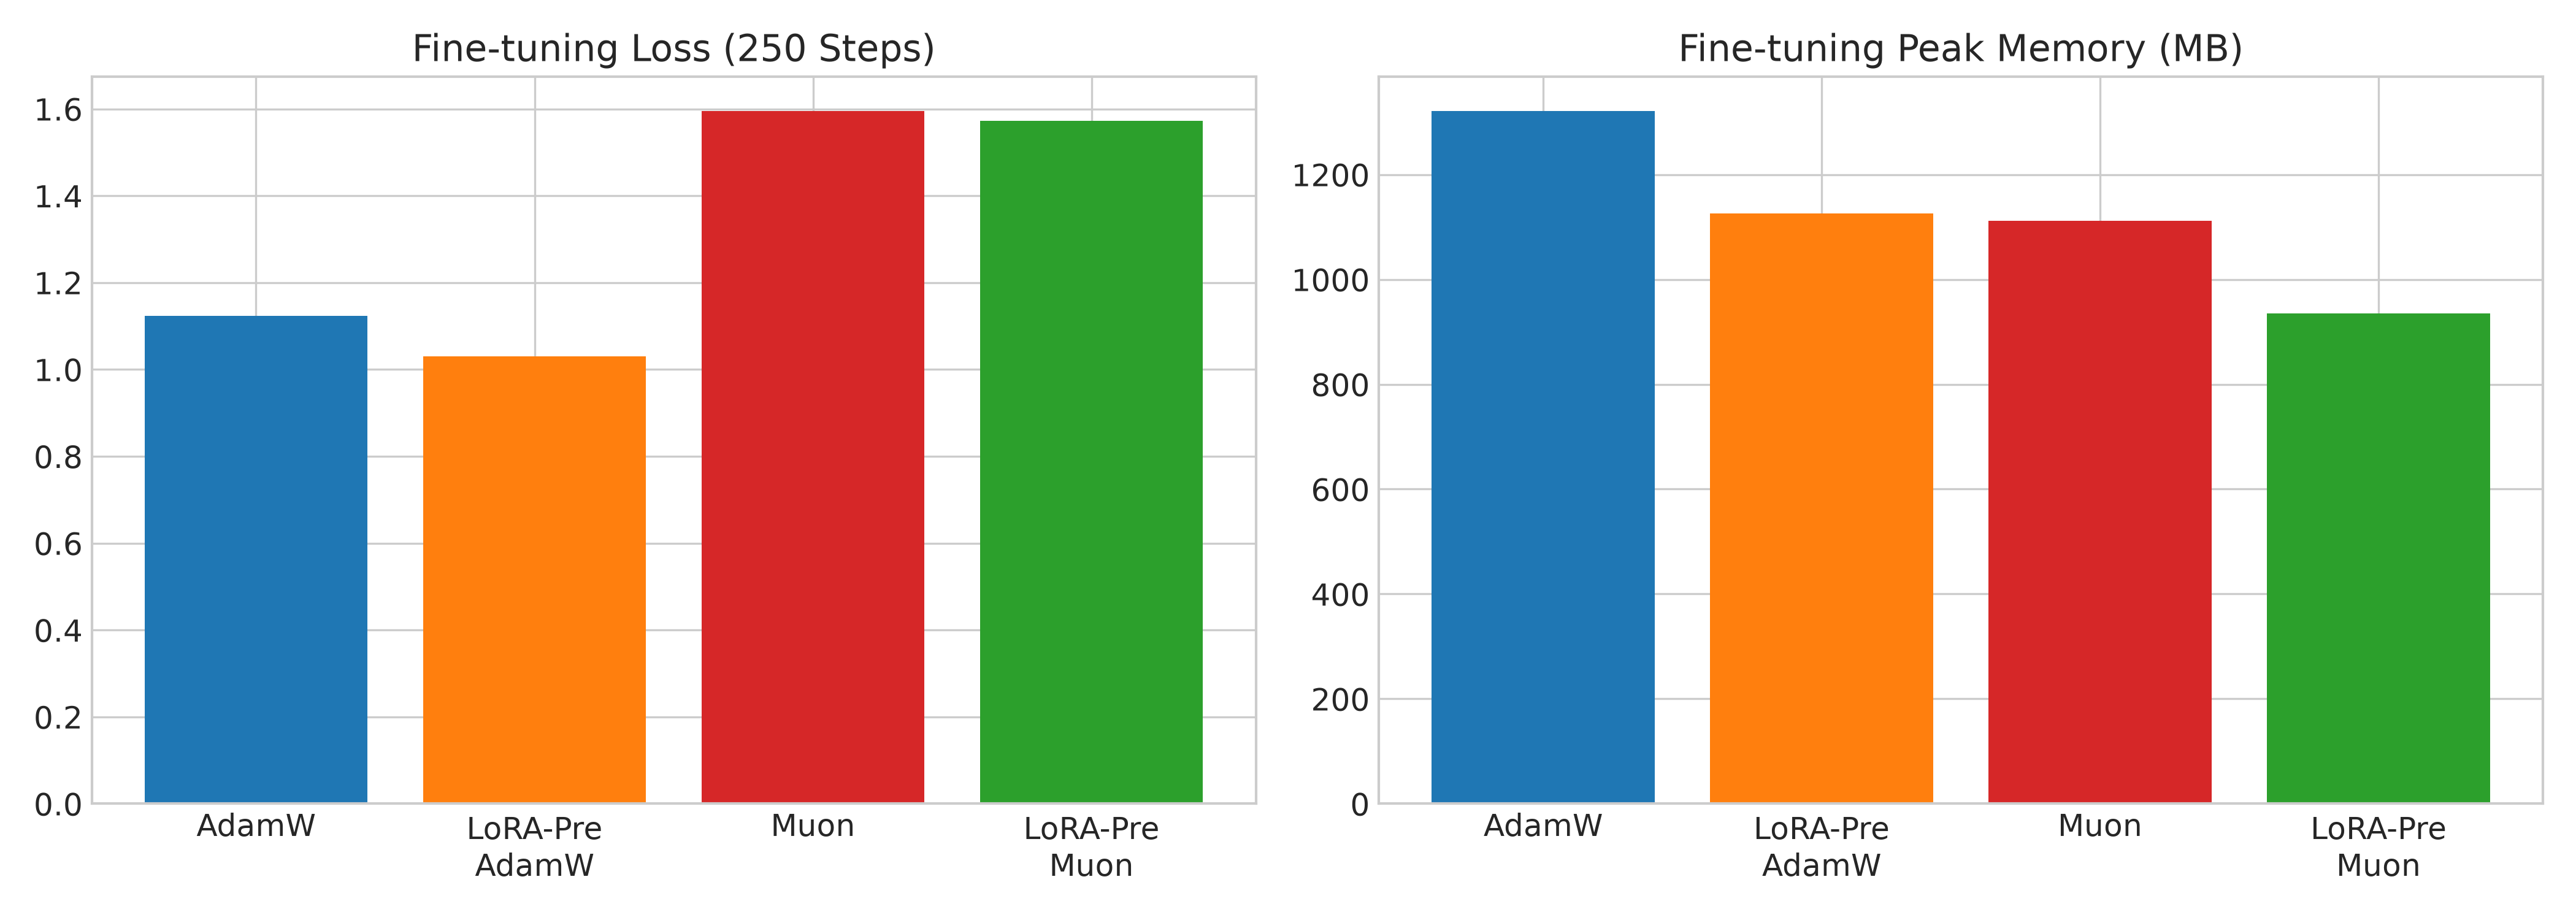 Fine-tuning Loss (250 Steps)
1.6
1.4
1.2
1.0
0.8
0.6
0.4
0.2
0.0
AdamW
LoRA-Pre
AdamW
Muon
LoRA-Pre
Muon
Fine-tuning Peak Memory (MB)
1200
1000
800
600
400
200
0
AdamW
LoRA-Pre
AdamW
Muon
LoRA-Pre
Muon